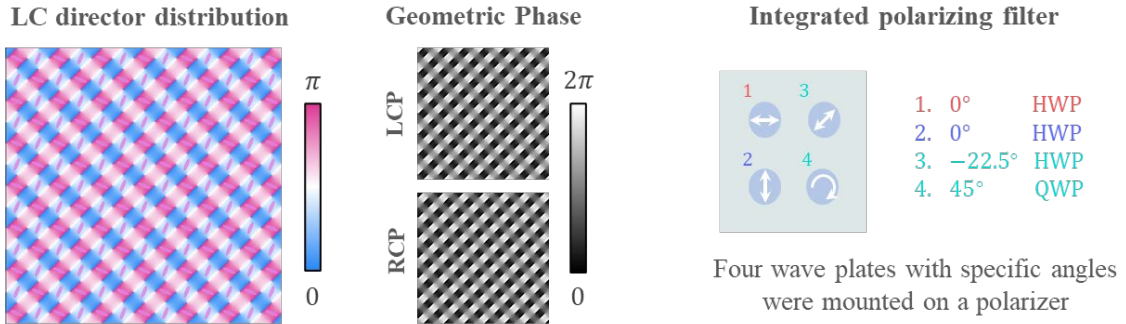 LC director distribution
π
0
Geometric Phase
LCP
RCP
2π
0
Integrated polarizing filter
1
3
2
4
1. 0° HWP
2. 0° HWP
3. −22.5° HWP
4. 45° QWP
Four wave plates with specific angles
were mounted on a polarizer